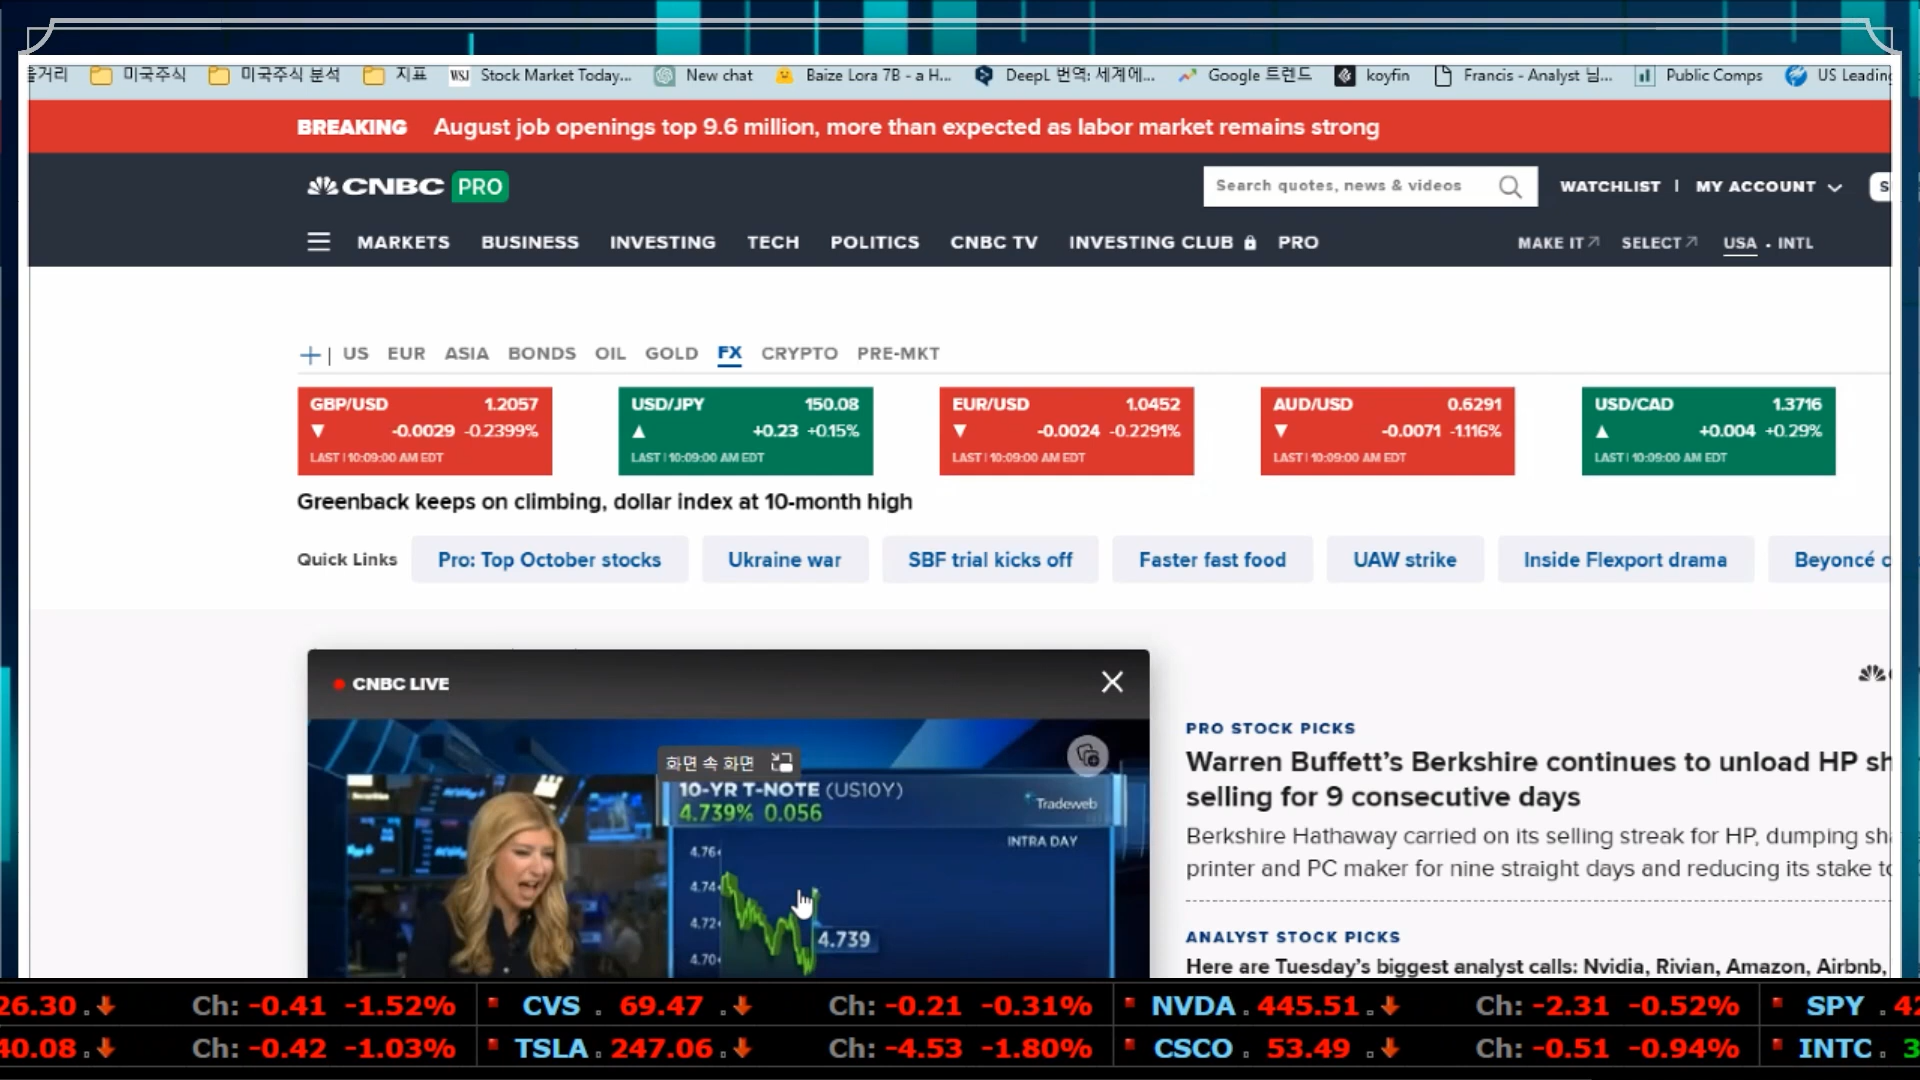 미국주식 미국주식 분석 지표 WSJ Stock Market Today... New chat Baize Lora 7B - a H... DeepL 번역: 세계에... Google 트렌드 koyfin Francis - Analyst 님... Public Comps US Leading
BREAKING August job openings top 9.6 million, more than expected as labor market remains strong
CNBC PRO Search quotes, news & videos WATCHLIST | MY ACCOUNT
MARKETS BUSINESS INVESTING TECH POLITICS CNBC TV INVESTING CLUB PRO MAKE IT SELECT USA • INTL
+ | US EUR ASIA BONDS OIL GOLD FX CRYPTO PRE-MKT
GBP/USD 1.2057
▼ -0.0029 -0.2399%
LAST | 10:09:00 AM EDT
USD/JPY 150.08
▲ +0.23 +0.15%
LAST | 10:09:00 AM EDT
EUR/USD 1.0452
▼ -0.0024 -0.2291%
LAST | 10:09:00 AM EDT
AUD/USD 0.6291
▼ -0.0071 -1.116%
LAST | 10:09:00 AM EDT
USD/CAD 1.3716
▲ +0.004 +0.29%
LAST | 10:09:00 AM EDT
Greenback keeps on climbing, dollar index at 10-month high
Quick Links Pro: Top October stocks Ukraine war SBF trial kicks off Faster fast food UAW strike Inside Flexport drama Beyoncé
CNBC LIVE
화면 속 화면
10-YR T-NOTE (US10Y)
4.739% 0.056
Tradeweb
INTRA DAY
4.76
4.74
4.72
4.739
4.70
PRO STOCK PICKS
Warren Buffett’s Berkshire continues to unload HP sh
selling for 9 consecutive days
Berkshire Hathaway carried on its selling streak for HP, dumping sha
printer and PC maker for nine straight days and reducing its stake to
ANALYST STOCK PICKS
Here are Tuesday’s biggest analyst calls: Nvidia, Rivian, Amazon, Airbnb,
26.30 Ch: -0.41 -1.52% CVS 69.47 Ch: -0.21 -0.31% NVDA 445.51 Ch: -2.31 -0.52% SPY 42
40.08 Ch: -0.42 -1.03% TSLA 247.06 Ch: -4.53 -1.80% CSCO 53.49 Ch: -0.51 -0.94% INTC 3